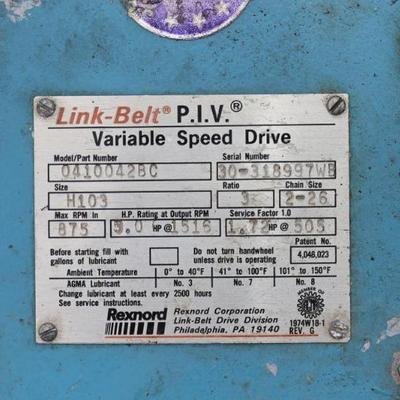 Link-Belt® P.I.V.®
Variable Speed Drive
Model/Part Number Serial Number
0410042BC 30-318997WB
Size Ratio Chain Size
H103 3 2-26
Max RPM In H.P. Rating at Output RPM Service Factor 1.0
875 5.0 HP @ 1516 1.72 HP @ 505
Patent No.
4,046,023
Before starting fill with
gallons of lubricant
Do not turn handwheel
unless drive is operating
Ambient Temperature 0° to 40°F 41° to 100°F 101° to 150°F
AGMA Lubricant No. 3 No. 7 No. 8
Change lubricant at least every 2500 hours
See service instructions.
Rexnord
Rexnord Corporation
Link-Belt Drive Division
Philadelphia, PA 19140
MEMBER OF
1974W18-1
REV. G